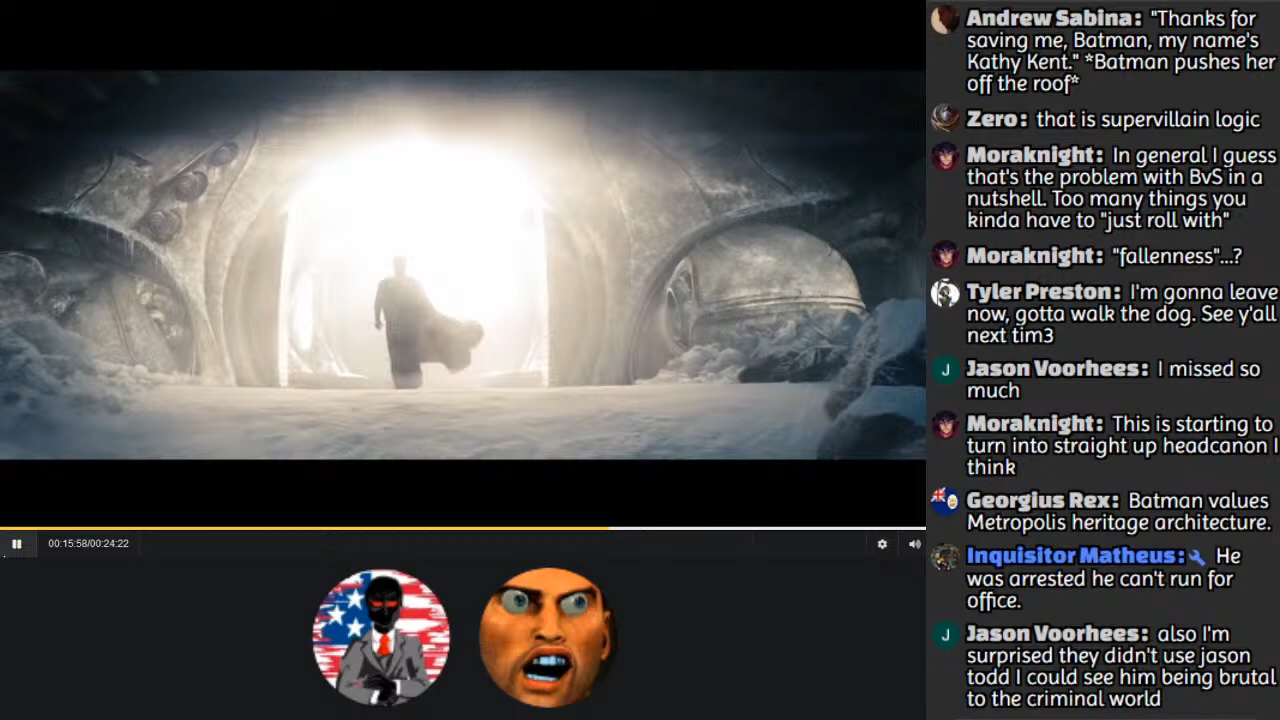 Andrew Sabina: "Thanks for
saving me, Batman, my name's
Kathy Kent." *Batman pushes her
off the roof*
Zero: that is supervillain logic
Moraknight: In general I guess
that's the problem with BvS in a
nutshell. Too many things you
kinda have to "just roll with"
Moraknight: "fallenness"...?
Tyler Preston: I'm gonna leave
now, gotta walk the dog. See y'all
next tim3
J Jason Voorhees: I missed so
much
Moraknight: This is starting to
turn into straight up headcanon I
think
Georgius Rex: Batman values
Metropolis heritage architecture.
Inquisitor Matheus: He
was arrested he can't run for
office.
J Jason Voorhees: also I'm
surprised they didn't use jason
todd I could see him being brutal
to the criminal world
00:15:58/00:24:22